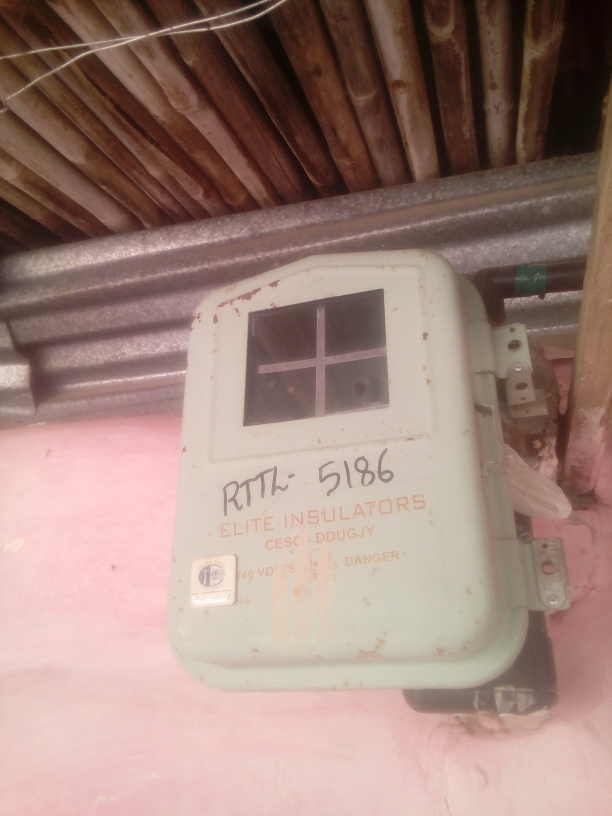 RTTL- 5186
ELITE INSULATORS
CESC - DDUGJY
240 VOLTS DANGER